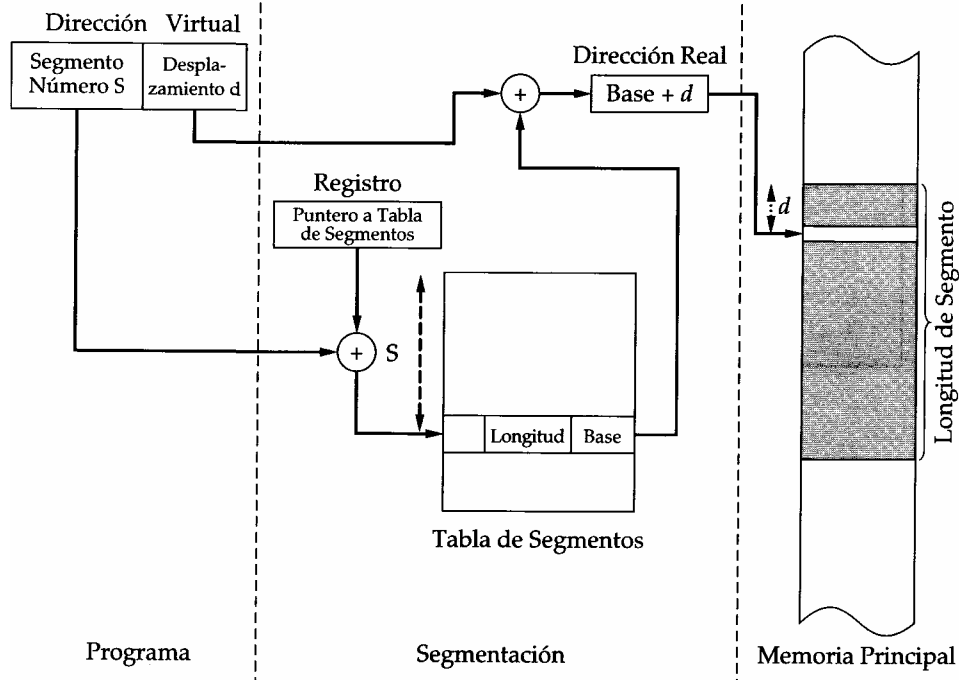 Dirección Virtual
Segmento
Número S
Despla-
zamiento d
Dirección Real
+
Base + d
Registro
Puntero a Tabla
de Segmentos
d
+
S
Longitud
Base
Longitud de Segmento
Tabla de Segmentos
Programa
Segmentación
Memoria Principal